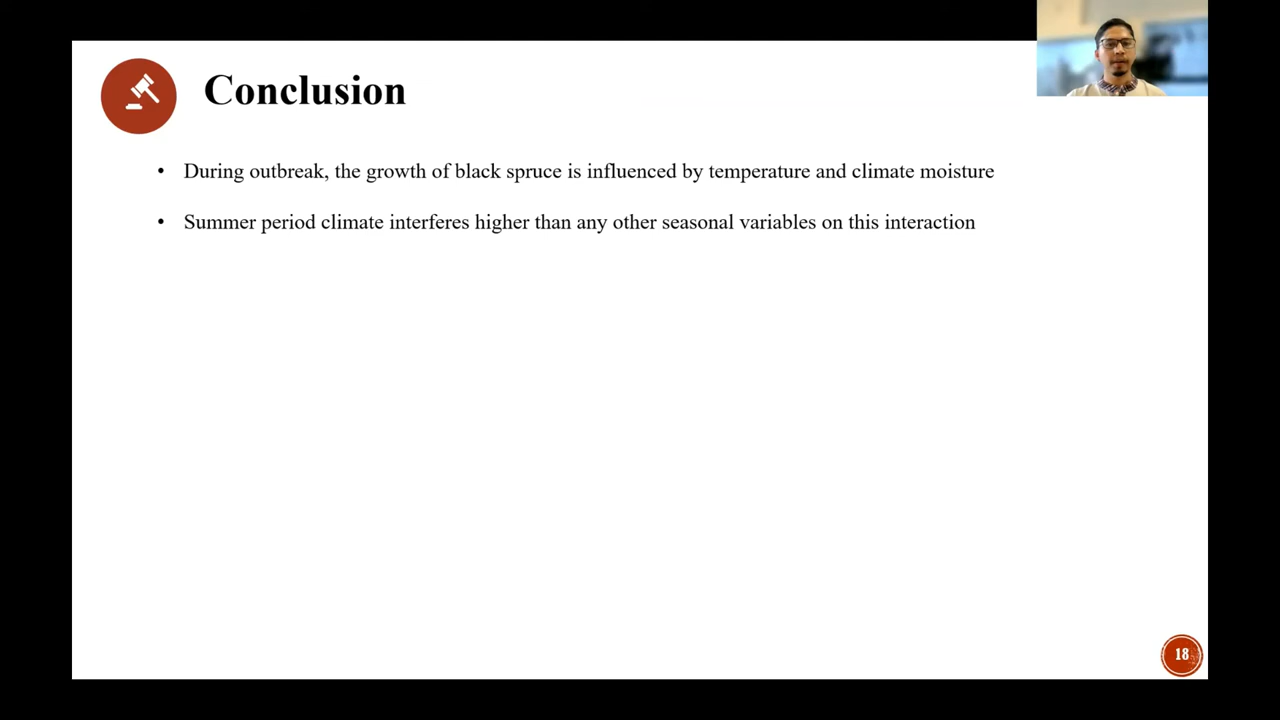 Conclusion
• During outbreak, the growth of black spruce is influenced by temperature and climate moisture
• Summer period climate interferes higher than any other seasonal variables on this interaction
18